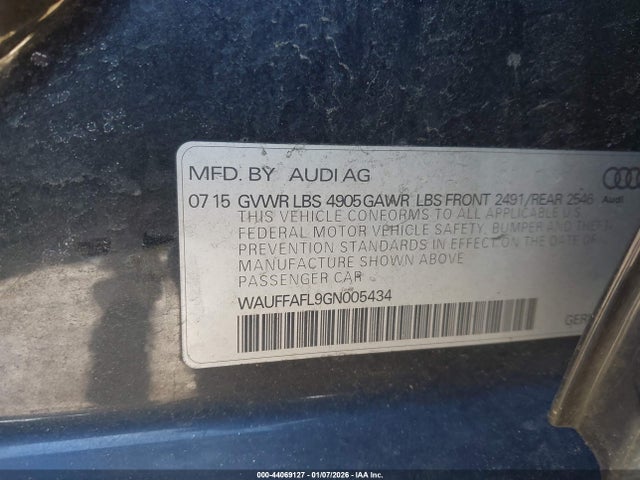 MFD. BY AUDI AG
07 15 GVWR LBS 4905 GAWR LBS FRONT 2491/REAR 2546 Audi
THIS VEHICLE CONFORMS TO ALL APPLICABLE U.S.
FEDERAL MOTOR VEHICLE SAFETY, BUMPER AND THEFT
PREVENTION STANDARDS IN EFFECT ON THE DATE OF
MANUFACTURE SHOWN ABOVE
PASSENGER CAR
WAUFFAFL9GN005434
000-44069127 - 01/07/2026 - IAA Inc.